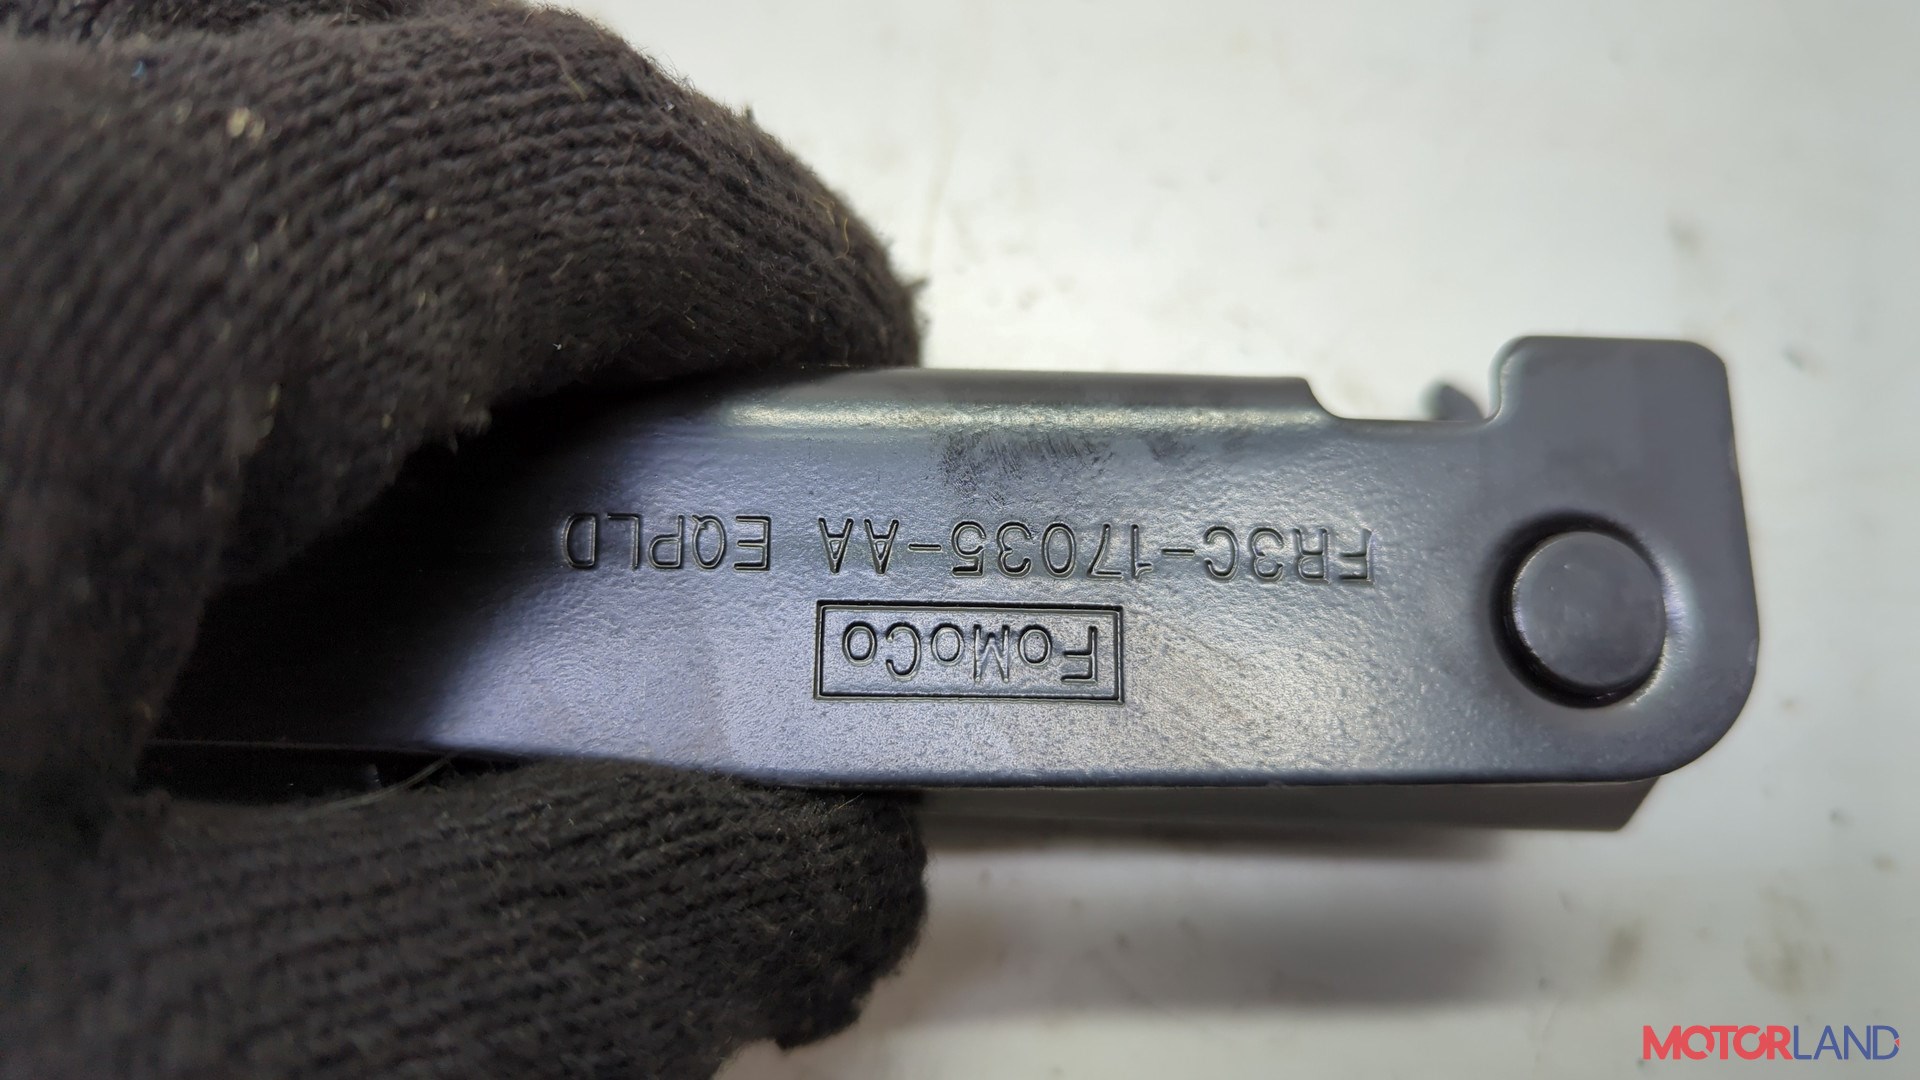 FoMoCo
FR3C-17035-AA EQPLD
MOTORLAND